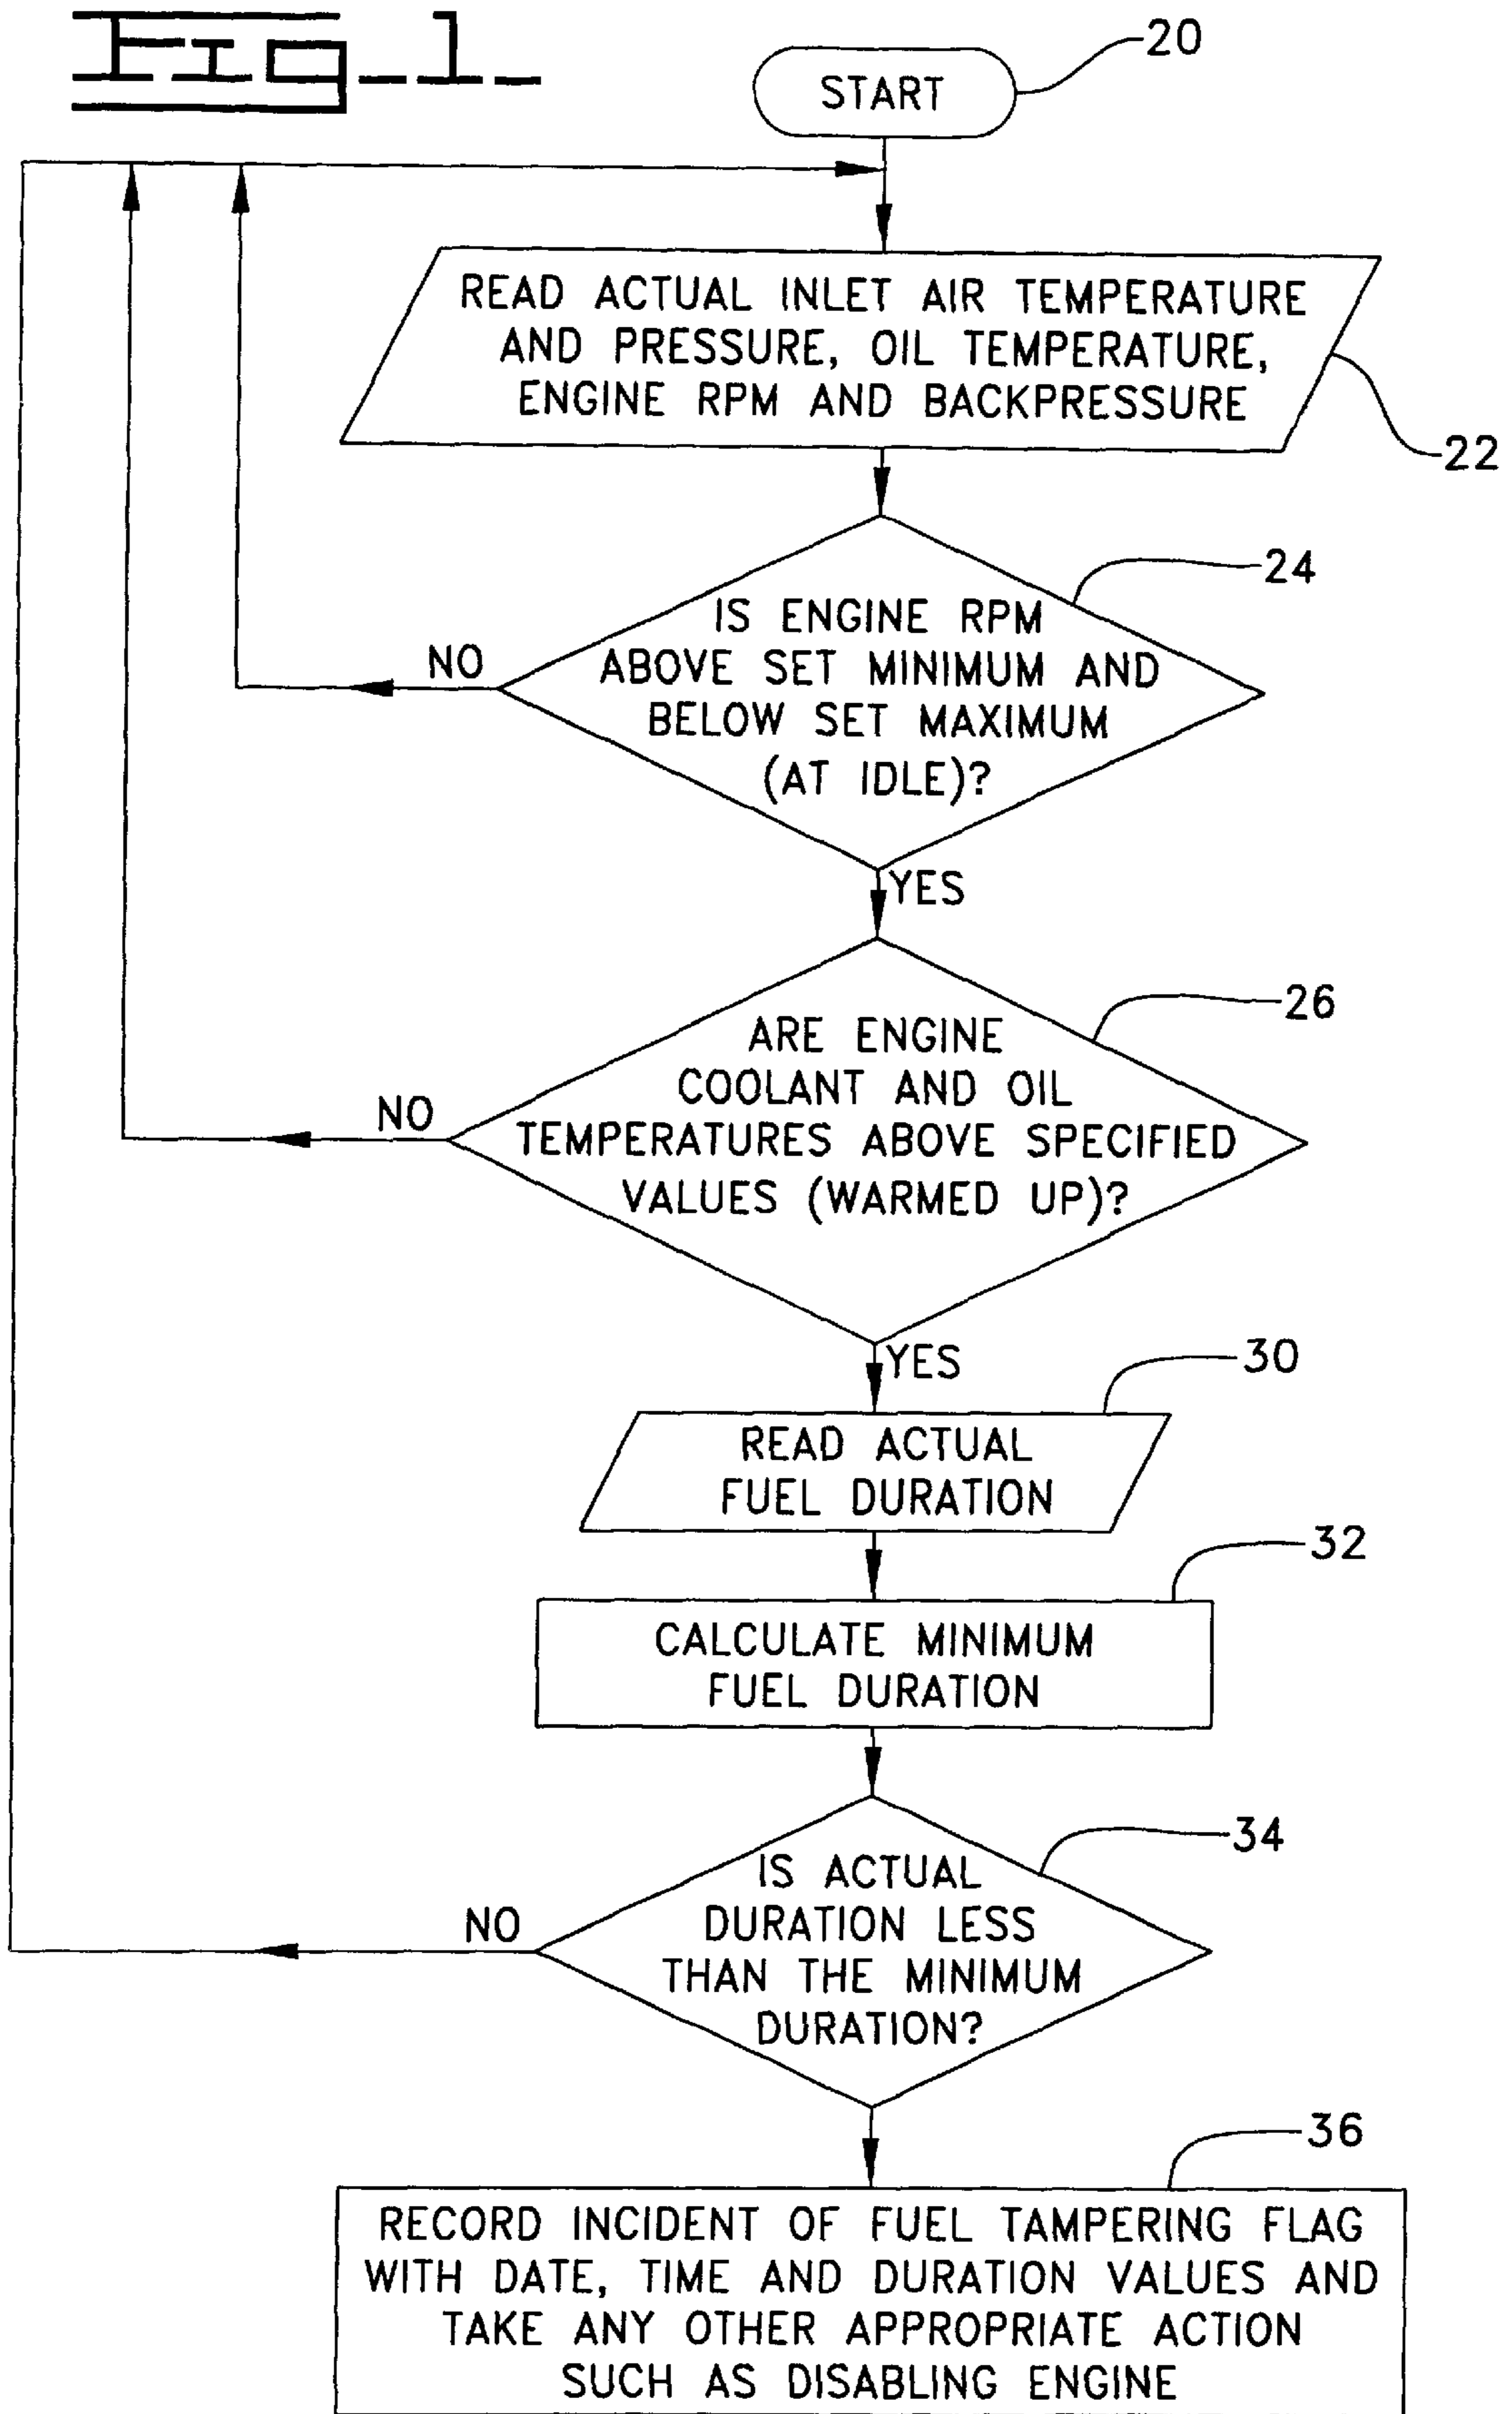 Fig_1_
20
START
READ ACTUAL INLET AIR TEMPERATURE
AND PRESSURE, OIL TEMPERATURE,
ENGINE RPM AND BACKPRESSURE
22
24
IS ENGINE RPM
ABOVE SET MINIMUM AND
BELOW SET MAXIMUM
(AT IDLE)?
NO
YES
26
ARE ENGINE
COOLANT AND OIL
TEMPERATURES ABOVE SPECIFIED
VALUES (WARMED UP)?
NO
YES
30
READ ACTUAL
FUEL DURATION
32
CALCULATE MINIMUM
FUEL DURATION
34
IS ACTUAL
DURATION LESS
THAN THE MINIMUM
DURATION?
NO
36
RECORD INCIDENT OF FUEL TAMPERING FLAG
WITH DATE, TIME AND DURATION VALUES AND
TAKE ANY OTHER APPROPRIATE ACTION
SUCH AS DISABLING ENGINE